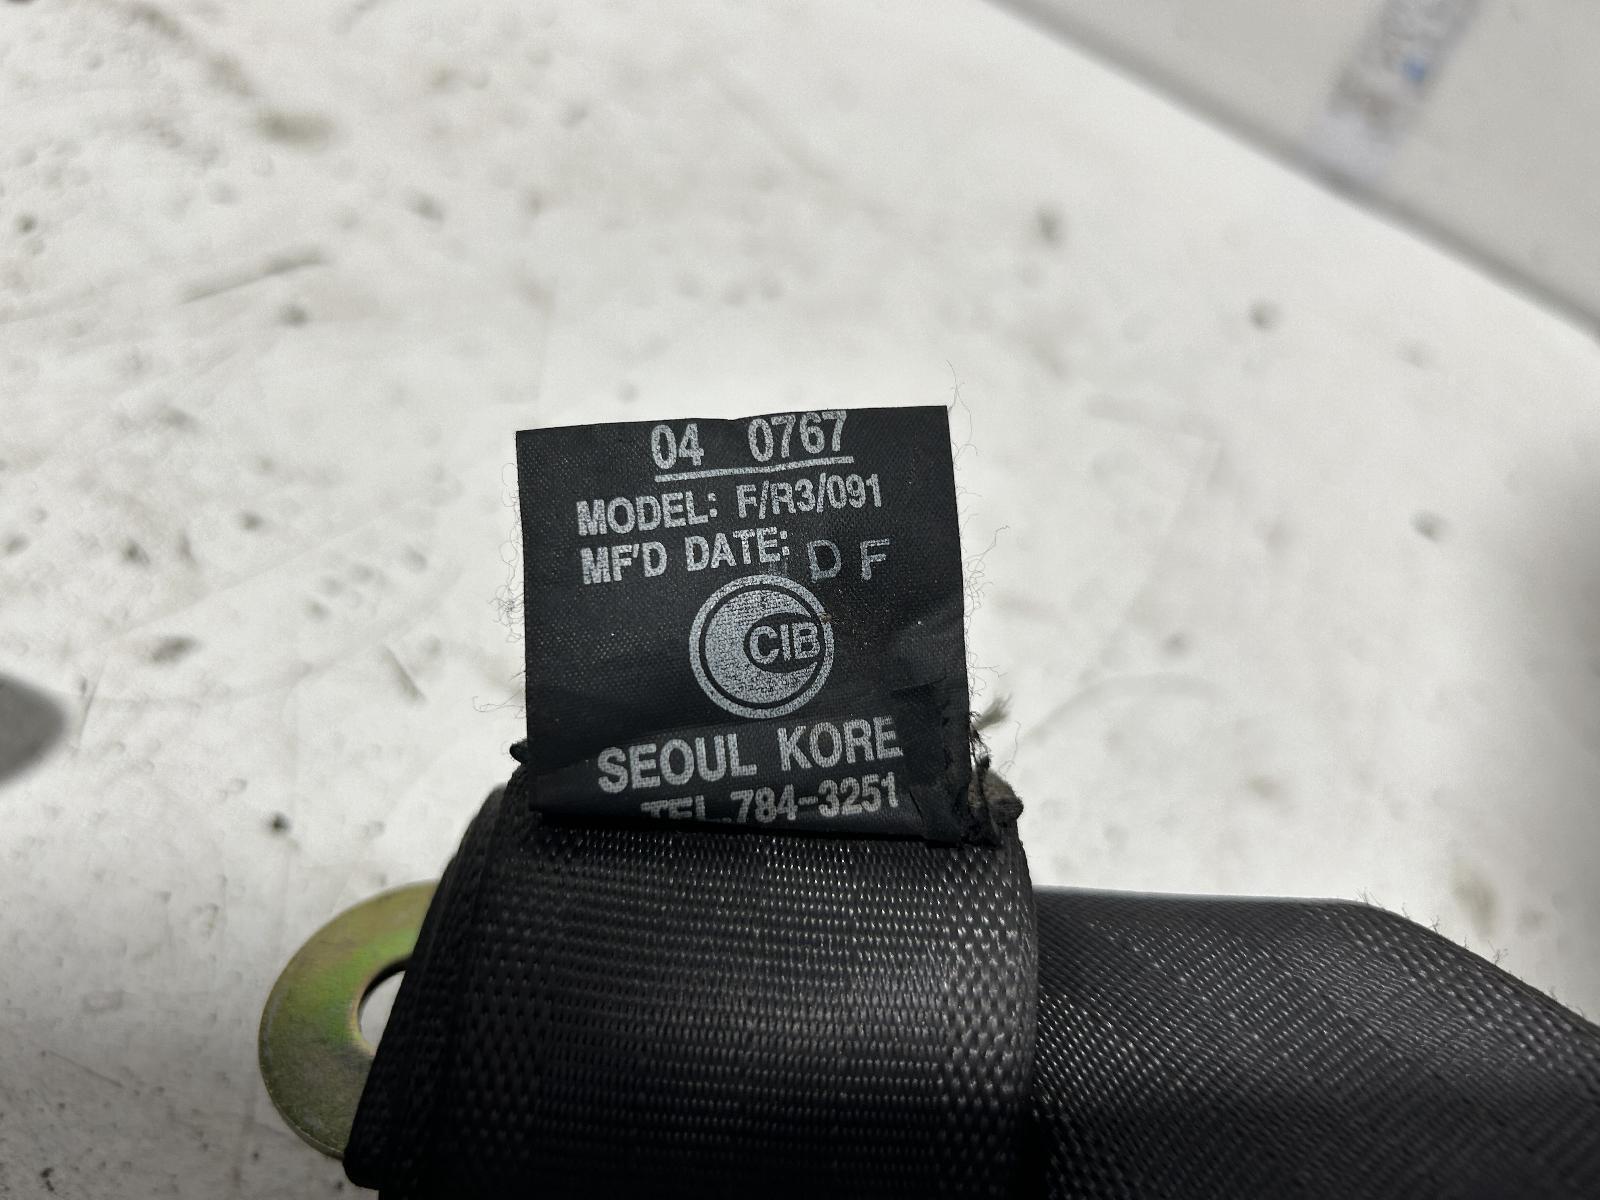 04 0767
MODEL: F/R3/091
MF'D DATE: D F
CIB
SEOUL KORE
TEL.784-3251